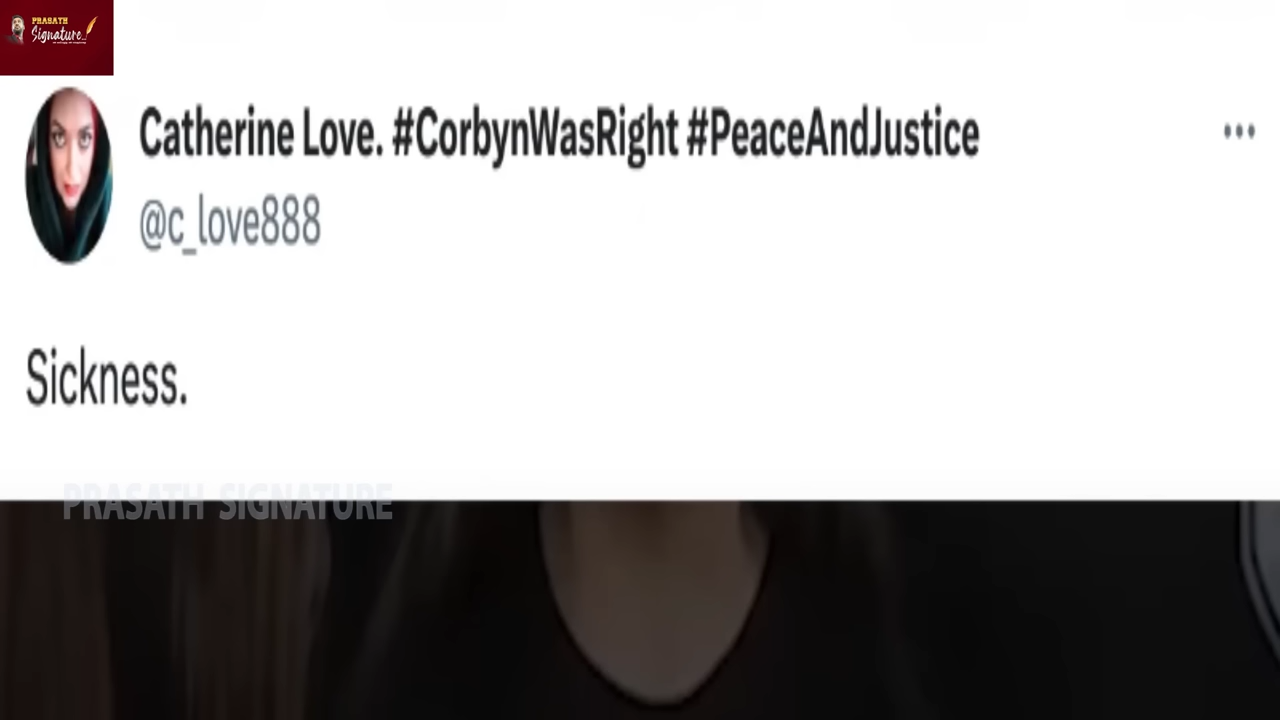 PRASATH
Signature
Catherine Love. #CorbynWasRight #PeaceAndJustice
@c_love888
Sickness.
PRASATH SIGNATURE